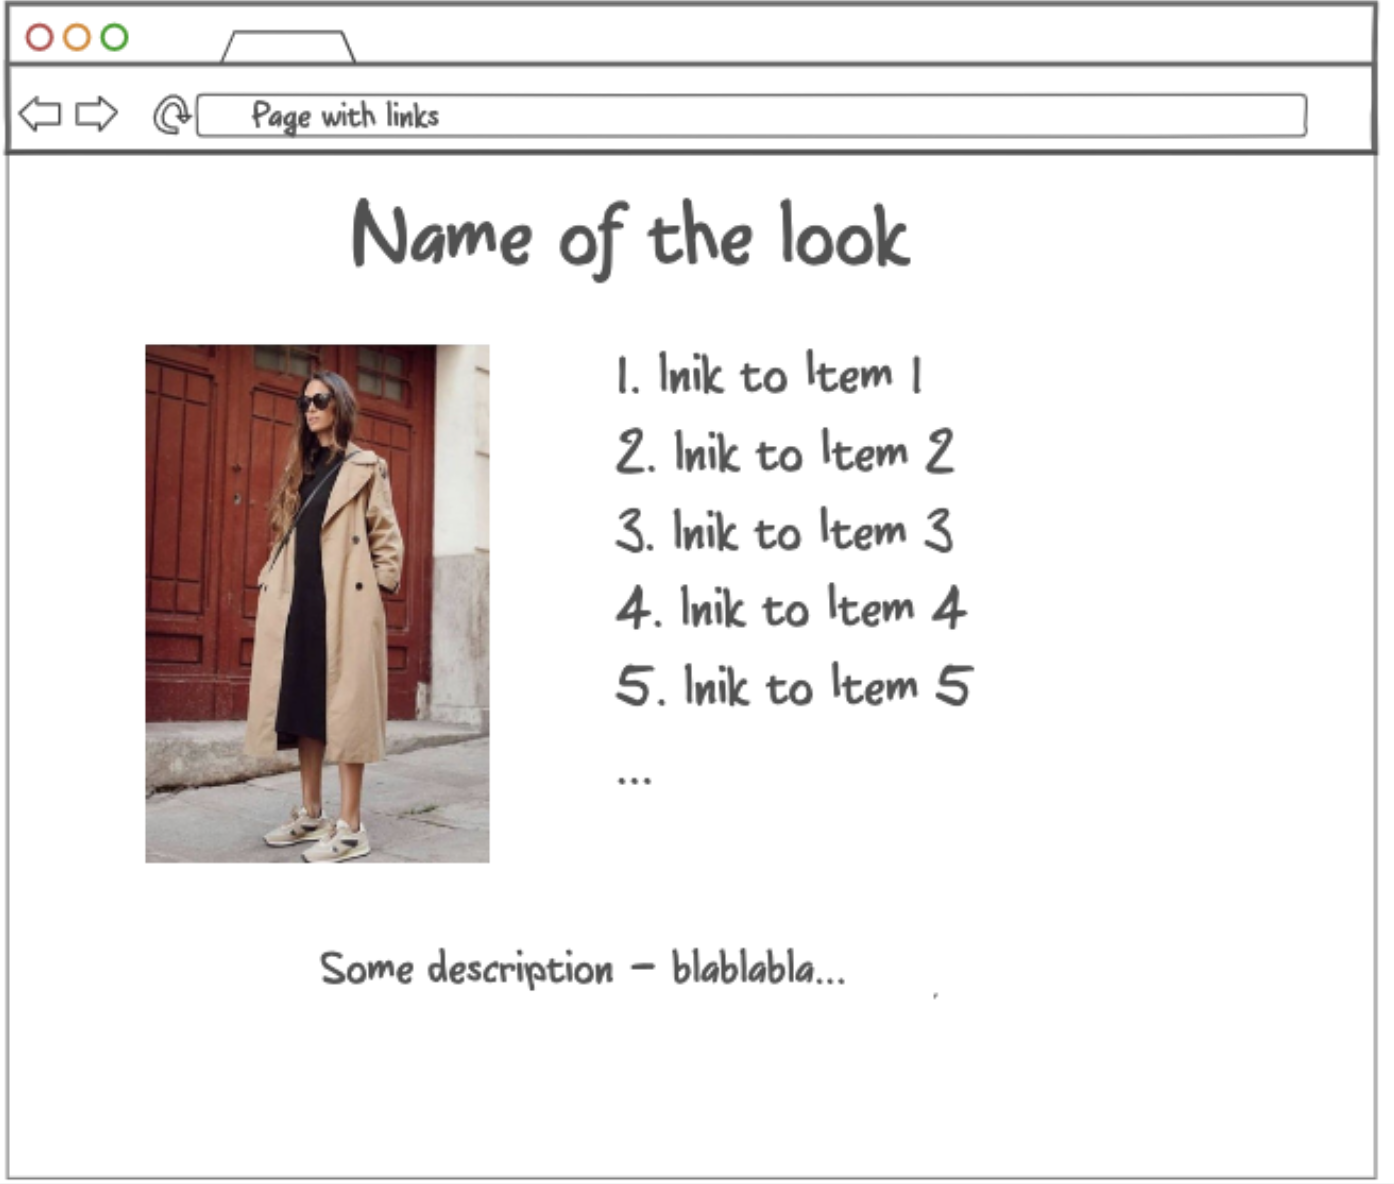 Page with links
Name of the look
1. lnik to Item 1
2. lnik to Item 2
3. lnik to Item 3
4. lnik to Item 4
5. lnik to Item 5
...
Some description - blablabla...